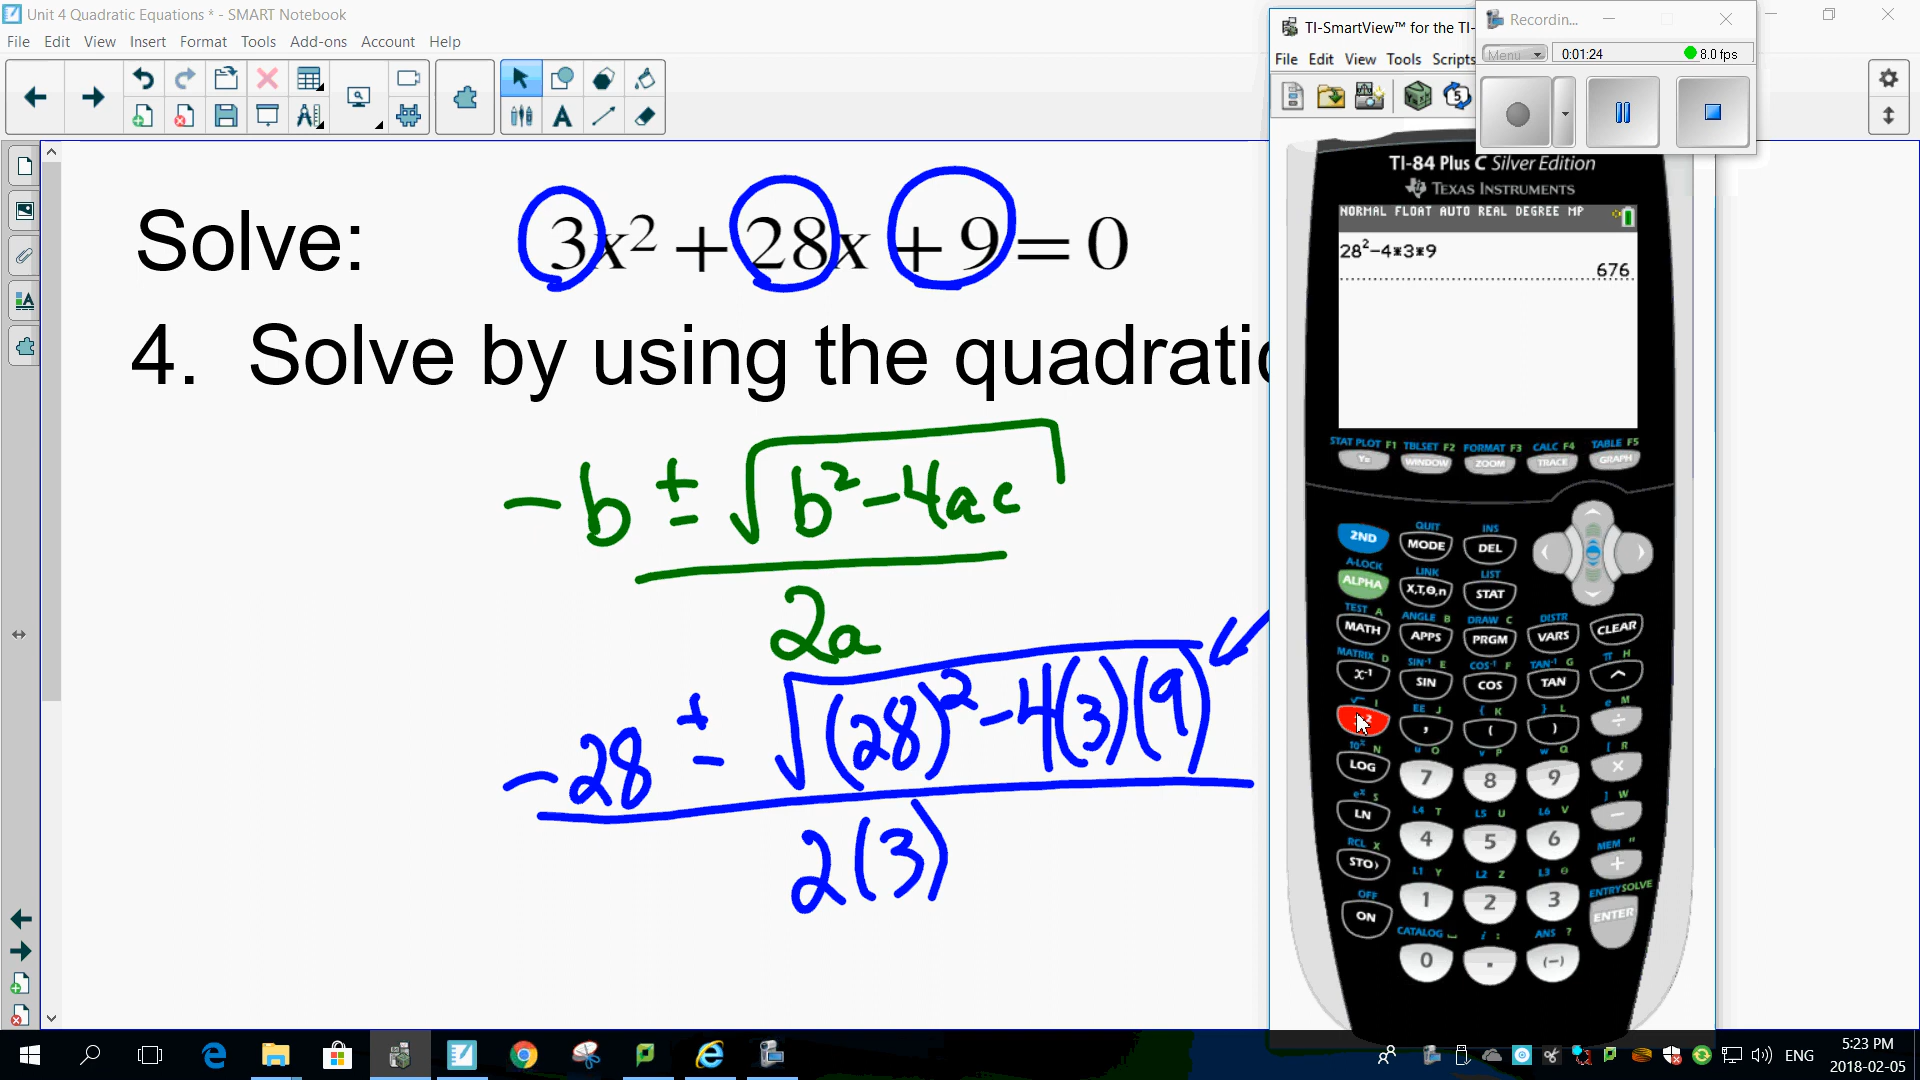 Unit 4 Quadratic Equations * - SMART Notebook
File Edit View Insert Format Tools Add-ons Account Help
TI-SmartView™ for the TI-
File Edit View Tools Scripts
Recordin...
Menu 0:01:24 8.0 fps
Solve: 3x² + 28x + 9 = 0
4. Solve by using the quadratic
-b ± √b² - 4ac
2a
-28 ± √(28)² - 4(3)(9)
2(3)
TI-84 Plus C Silver Edition
TEXAS INSTRUMENTS
NORMAL FLOAT AUTO REAL DEGREE MP
28²-4*3*9
676
STAT PLOT F1 TBLSET F2 FORMAT F3 CALC F4 TABLE F5
Y= WINDOW ZOOM TRACE GRAPH
QUIT INS
2ND MODE DEL
A-LOCK LINK LIST
ALPHA X,T,Θ,n STAT
TEST A ANGLE B DRAW C DISTR
MATH APPS PRGM VARS CLEAR
MATRIX D SIN⁻¹ E COS⁻¹ F TAN⁻¹ G π H
x⁻¹ SIN COS TAN ^
√ I EE J { K } L e M
x² , ( ) ÷
10ˣ N u O v P w Q [ R
LOG 7 8 9 ×
eˣ S L4 T L5 U L6 V ] W
LN 4 5 6 −
RCL X L1 Y L2 Z L3 θ MEM "
STO› 1 2 3 +
OFF CATALOG i : ANS ? ENTRY SOLVE
ON 0 . (−) ENTER
ENG
5:23 PM
2018-02-05